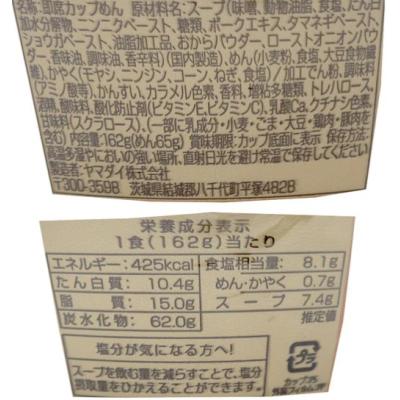 名称:即席カップめん 原材料名:スープ(味噌、動物油脂、食塩、たん白
加水分解物、ニンニクペースト、糖類、ポークエキス、タマネギペースト、
ショウガペースト、油脂加工品、おからパウダー、ローストオニオンパウダー、
香味油、調味油、香辛料)(国内製造)、めん(小麦粉、食塩、大豆食物繊
維)、かやく(モヤシ、ニンジン、コーン、ねぎ、食塩)/加工でん粉、調味料
(アミノ酸等)、かんすい、カラメル色素、香料、増粘多糖類、トレハロース、
酒精、酸味料、酸化防止剤(ビタミンE、ビタミンC)、乳酸Ca、クチナシ色素、
甘味料(スクラロース)、(一部に乳成分・小麦・ごま・大豆・鶏肉・豚肉を
含む) 内容量:162g(めん65g) 賞味期限:カップ底面に表示 保存方法:
高温多湿やにおいの強い場所、直射日光を避け常温で保存してください
製造者:ヤマダイ株式会社
〒300-3598 茨城県結城郡八千代町平塚4828
栄養成分表示
1食(162g)当たり
エネルギー:425kcal 食塩相当量:8.1g
たん白質:10.4g めん・かやく:0.7g
脂質:15.0g スープ:7.4g
炭水化物:62.0g 推定値
塩分が気になる方へ!
スープを飲む量を減らすことで、塩分
摂取量をひかえることができます。
プラ